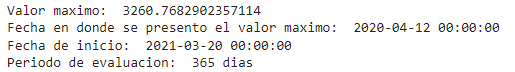 Valor maximo:  3260.7682902357114
Fecha en donde se presento el valor maximo:  2020-04-12 00:00:00
Fecha de inicio:  2021-03-20 00:00:00
Periodo de evaluacion:  365 dias